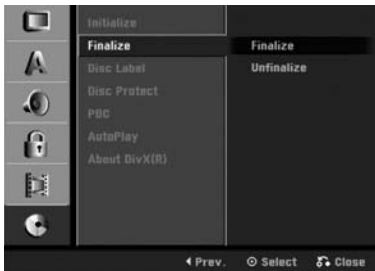 Initialize
Finalize
Finalize
Disc Label
Unfinalize
Disc Protect
PBC
AutoPlay
About DivX(R)
Prev.
Select
Close